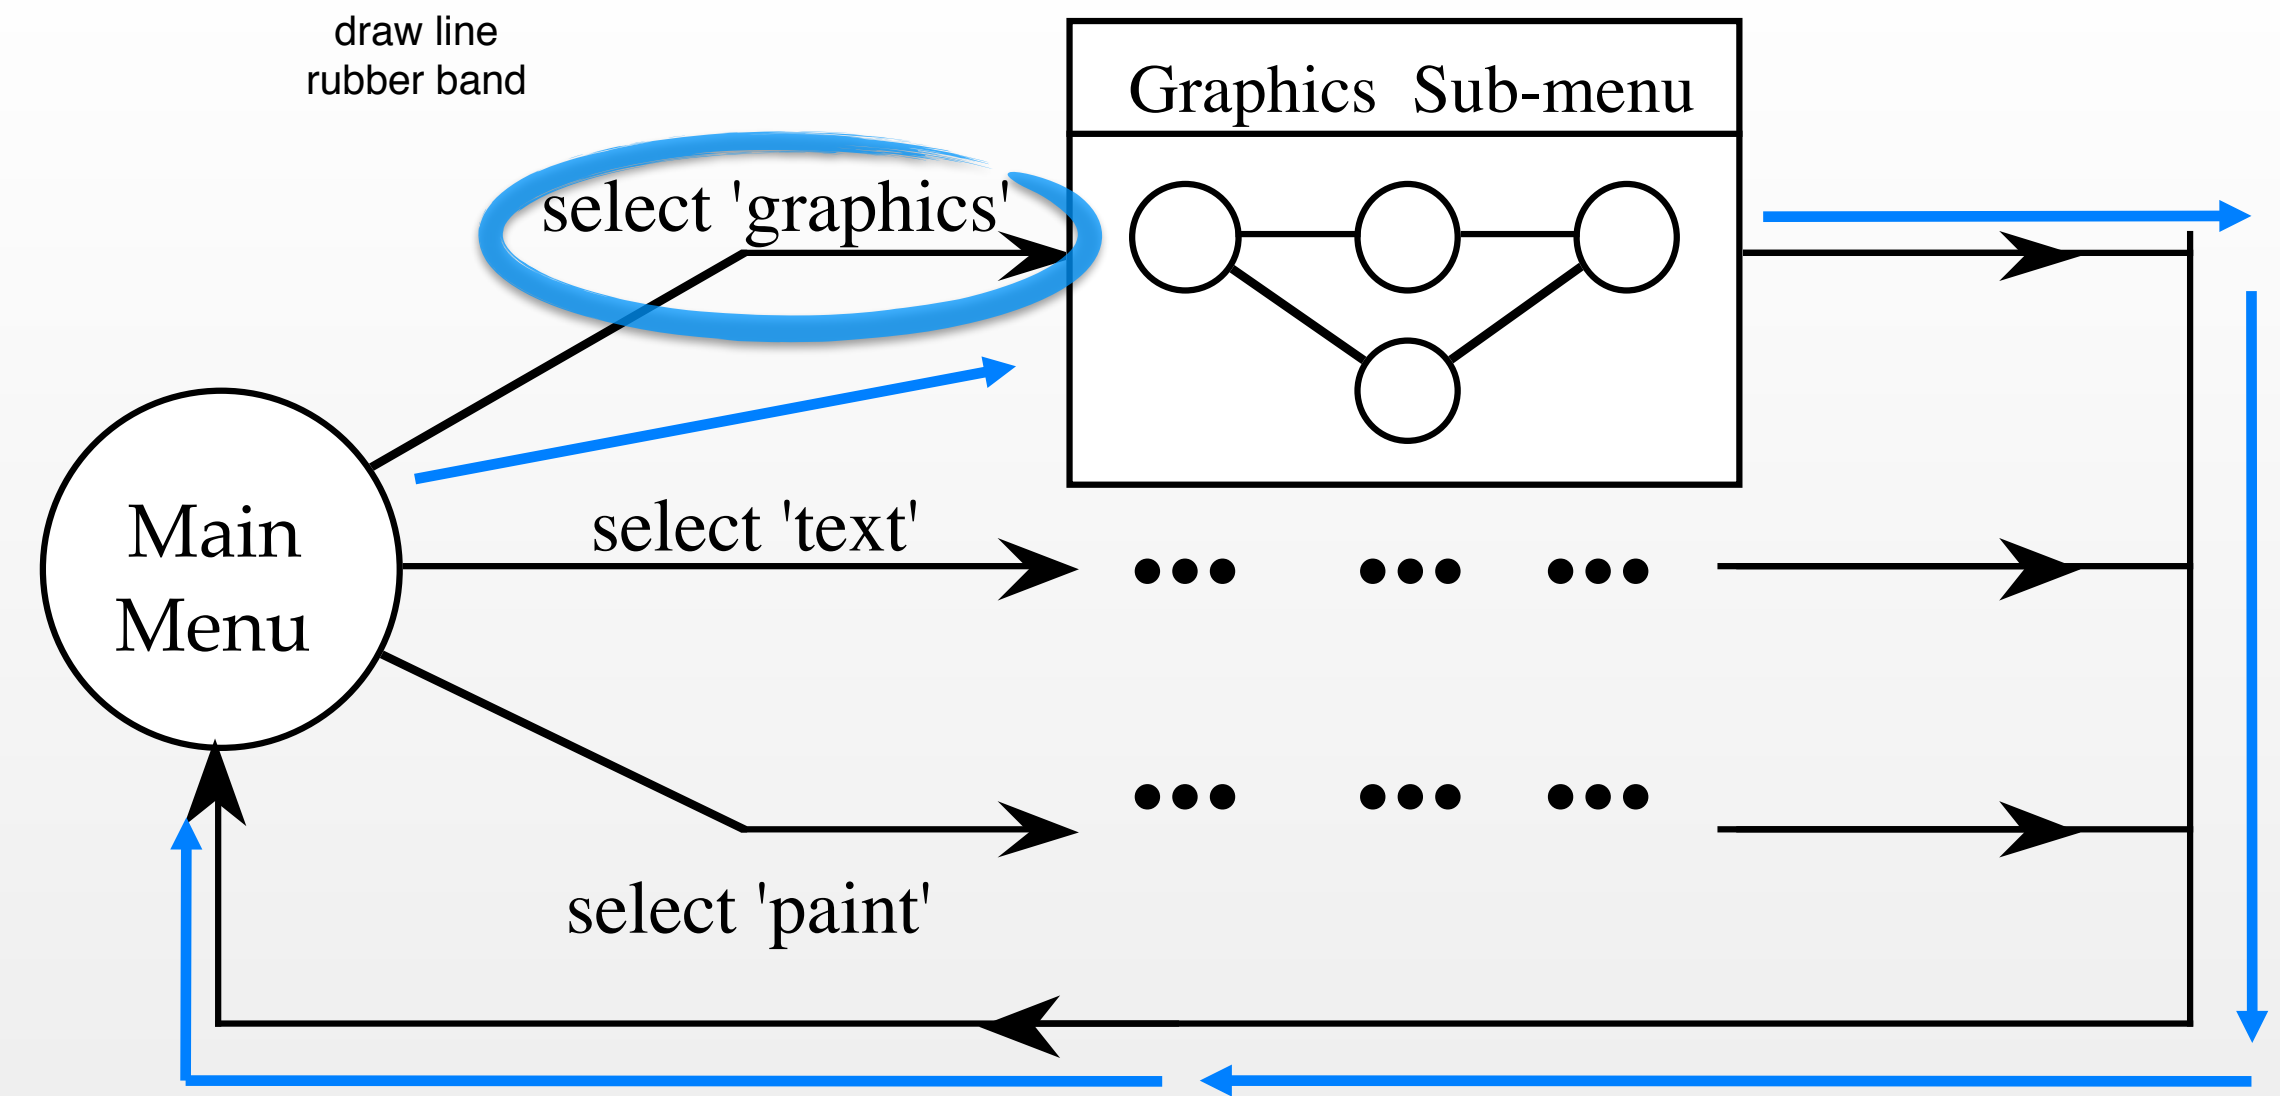 draw line
rubber band
Graphics Sub-menu
select 'graphics'
select 'text'
Main
Menu
select 'paint'